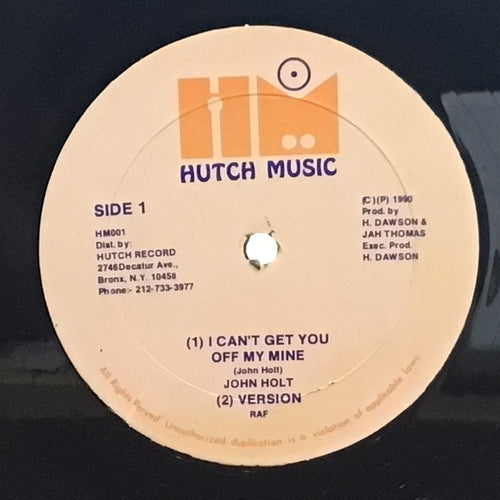 HM
HUTCH MUSIC
SIDE 1
HM001
Dist. by:
HUTCH RECORD
2746Decatur Ave.,
Bronx, N.Y. 10458
Phone:- 212-733-3977
(C)(P) 1990
Prod. by
H. DAWSON &
JAH THOMAS
Exec. Prod.
H. DAWSON
(1) I CAN'T GET YOU
OFF MY MINE
(John Holt)
JOHN HOLT
(2) VERSION
RAF
All Rights Perved Unauthorized duplication is a violation of applicable laws